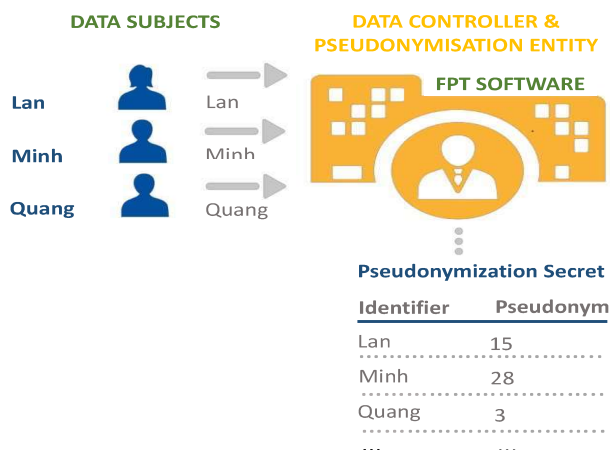 DATA SUBJECTS
DATA CONTROLLER &
PSEUDONYMISATION ENTITY
FPT SOFTWARE
Lan
Lan
Minh
Minh
Quang
Quang
Pseudonymization Secret
Identifier Pseudonym
Lan 15
Minh 28
Quang 3
... ...